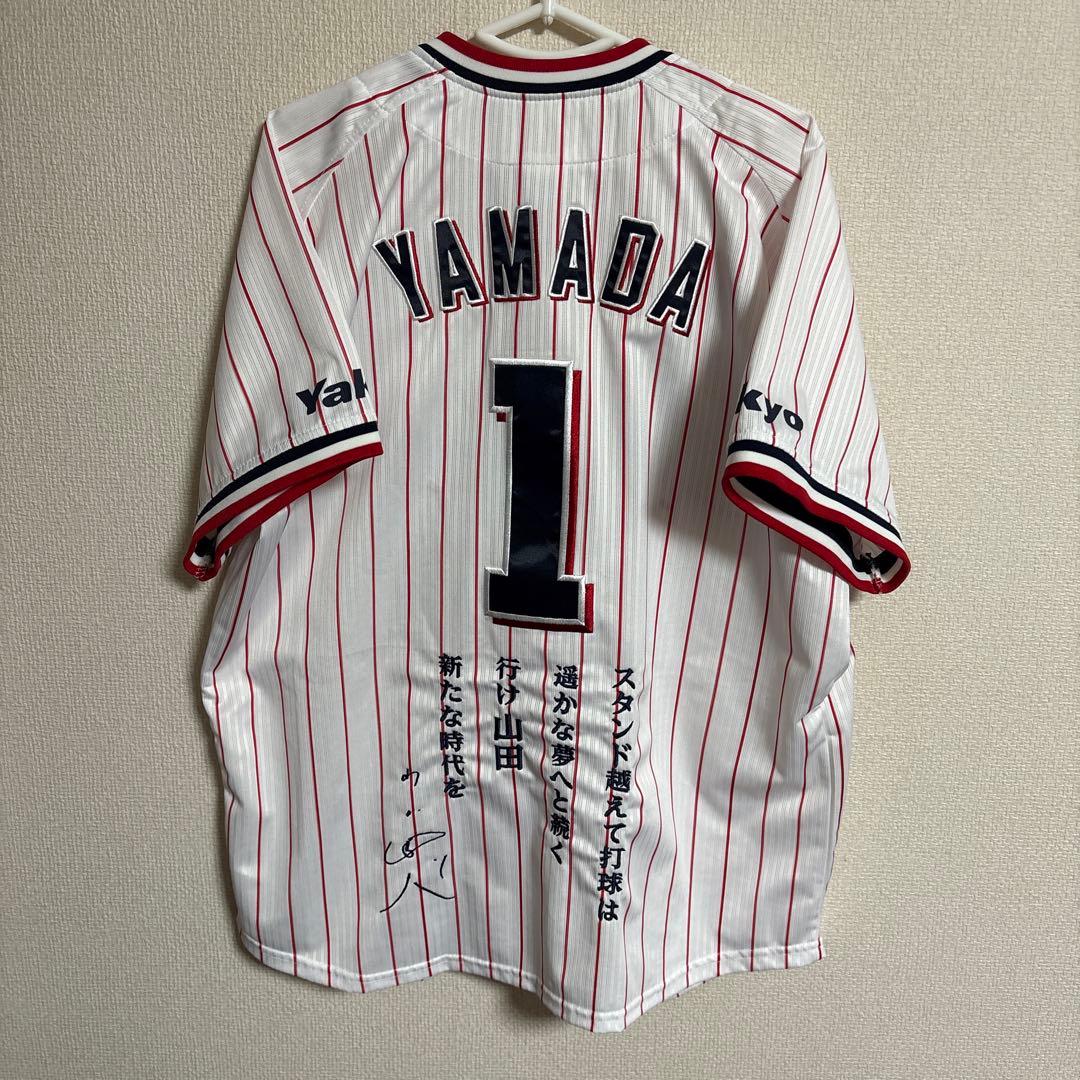 YAMADA
1
Yak
kyo
スタンド越えて打球は
遥かな夢へと続く
行け山田
新たな時代を